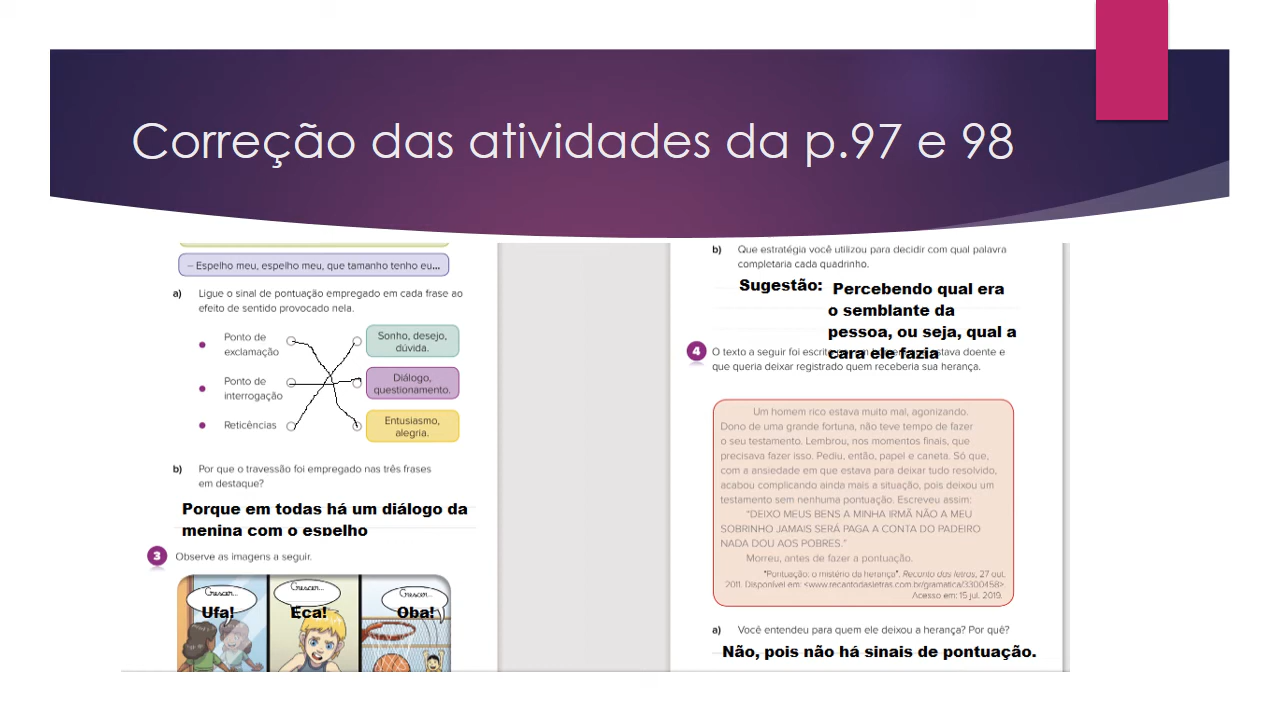 Correção das atividades da p.97 e 98
– Espelho meu, espelho meu, que tamanho tenho eu...
a) Ligue o sinal de pontuação empregado em cada frase ao
efeito de sentido provocado nela.
Ponto de
exclamação
Sonho, desejo,
dúvida.
Ponto de
interrogação
Diálogo,
questionamento.
Reticências
Entusiasmo,
alegria.
b) Por que o travessão foi empregado nas três frases
em destaque?
Porque em todas há um diálogo da
menina com o espelho
3 Observe as imagens a seguir.
Crescer...
Ufa!
Crescer...
Eca!
Crescer...
Oba!
b) Que estratégia você utilizou para decidir com qual palavra
completaria cada quadrinho.
Sugestão: Percebendo qual era
o semblante da
pessoa, ou seja, qual a
cara ele fazia
4 O texto a seguir foi escrito estava doente e
que queria deixar registrado quem receberia sua herança.
Um homem rico estava muito mal, agonizando.
Dono de uma grande fortuna, não teve tempo de fazer
o seu testamento. Lembrou, nos momentos finais, que
precisava fazer isso. Pediu, então, papel e caneta. Só que,
com a ansiedade em que estava para deixar tudo resolvido,
acabou complicando ainda mais a situação, pois deixou um
testamento sem nenhuma pontuação. Escreveu assim:
“DEIXO MEUS BENS A MINHA IRMÃ NÃO A MEU
SOBRINHO JAMAIS SERÁ PAGA A CONTA DO PADEIRO
NADA DOU AOS POBRES.”
Morreu, antes de fazer a pontuação.
"Pontuação: o mistério da herança". Recanto das letras, 27 out.
2011. Disponível em: <www.recantodasletras.com.br/gramatica/3300458>.
Acesso em: 15 jul. 2019.
a) Você entendeu para quem ele deixou a herança? Por quê?
Não, pois não há sinais de pontuação.